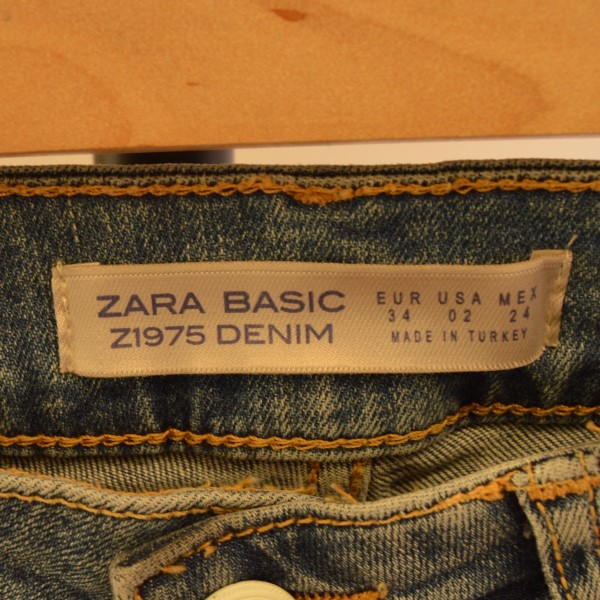 ZARA BASIC
Z1975 DENIM
EUR USA MEX
34 02 24
MADE IN TURKEY